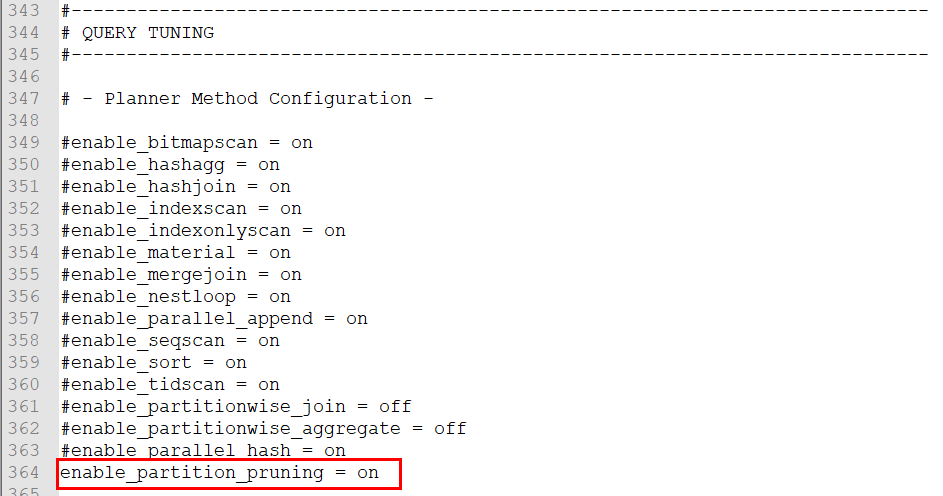 343 #-------------------------------------------------------------------------------
344 # QUERY TUNING
345 #-------------------------------------------------------------------------------
346
347 # - Planner Method Configuration -
348
349 #enable_bitmapscan = on
350 #enable_hashagg = on
351 #enable_hashjoin = on
352 #enable_indexscan = on
353 #enable_indexonlyscan = on
354 #enable_material = on
355 #enable_mergejoin = on
356 #enable_nestloop = on
357 #enable_parallel_append = on
358 #enable_seqscan = on
359 #enable_sort = on
360 #enable_tidscan = on
361 #enable_partitionwise_join = off
362 #enable_partitionwise_aggregate = off
363 #enable_parallel_hash = on
364 enable_partition_pruning = on
365